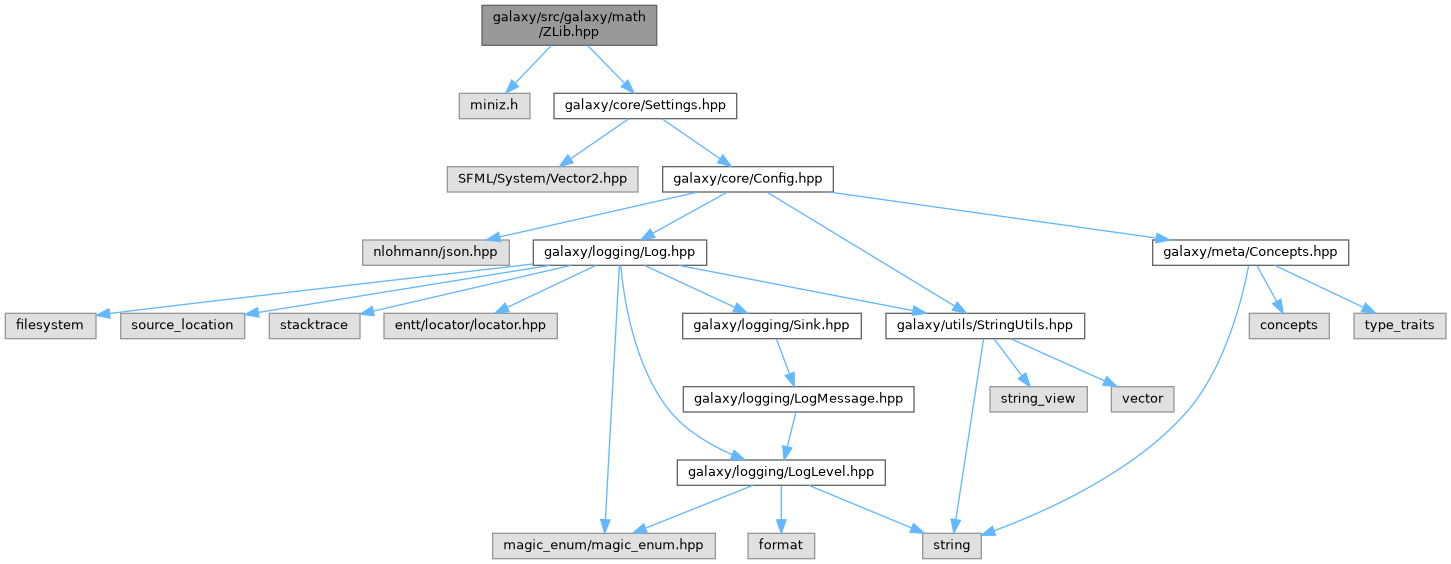 galaxy/src/galaxy/math
/ZLib.hpp
miniz.h
galaxy/core/Settings.hpp
SFML/System/Vector2.hpp
galaxy/core/Config.hpp
nlohmann/json.hpp
galaxy/logging/Log.hpp
galaxy/meta/Concepts.hpp
filesystem
source_location
stacktrace
entt/locator/locator.hpp
galaxy/logging/Sink.hpp
galaxy/utils/StringUtils.hpp
concepts
type_traits
galaxy/logging/LogMessage.hpp
string_view
vector
galaxy/logging/LogLevel.hpp
magic_enum/magic_enum.hpp
format
string